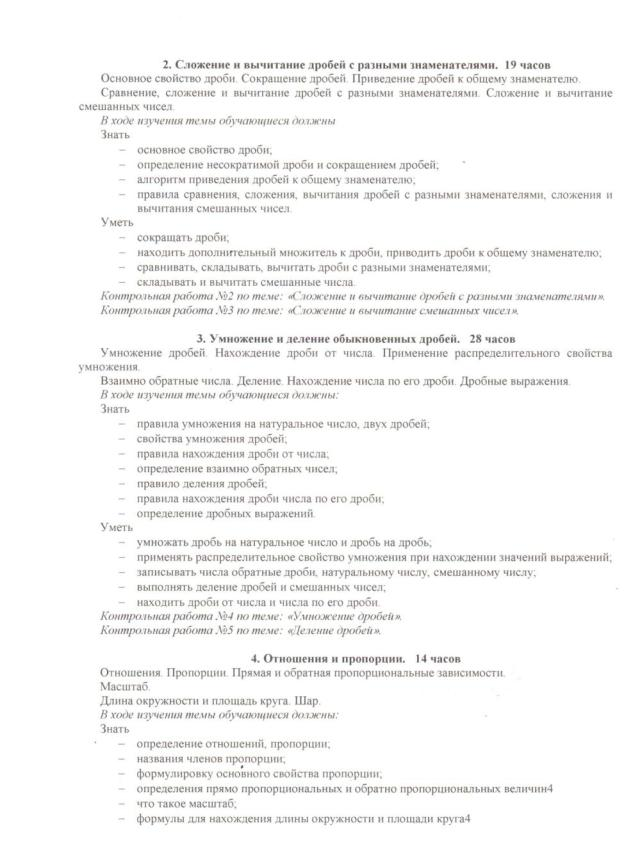 2. Сложение и вычитание дробей с разными знаменателями. 19 часов
Основное свойство дроби. Сокращение дробей. Приведение дробей к общему знаменателю.
Сравнение, сложение и вычитание дробей с разными знаменателями. Сложение и вычитание
смешанных чисел.
В ходе изучения темы обучающиеся должны
Знать
– основное свойство дроби;
– определение несократимой дроби и сокращением дробей;
– алгоритм приведения дробей к общему знаменателю;
– правила сравнения, сложения, вычитания дробей с разными знаменателями, сложения и
вычитания смешанных чисел.
Уметь
– сокращать дроби;
– находить дополнительный множитель к дроби, приводить дроби к общему знаменателю;
– сравнивать, складывать, вычитать дроби с разными знаменателями;
– складывать и вычитать смешанные числа.
Контрольная работа №2 по теме: «Сложение и вычитание дробей с разными знаменателями».
Контрольная работа №3 по теме: «Сложение и вычитание смешанных чисел».
3. Умножение и деление обыкновенных дробей. 28 часов
Умножение дробей. Нахождение дроби от числа. Применение распределительного свойства
умножения.
Взаимно обратные числа. Деление. Нахождение числа по его дроби. Дробные выражения.
В ходе изучения темы обучающиеся должны:
Знать
– правила умножения на натуральное число, двух дробей;
– свойства умножения дробей;
– правила нахождения дроби от числа;
– определение взаимно обратных чисел;
– правило деления дробей;
– правила нахождения дроби числа по его дроби;
– определение дробных выражений.
Уметь
– умножать дробь на натуральное число и дробь на дробь;
– применять распределительное свойство умножения при нахождении значений выражений;
– записывать числа обратные дроби, натуральному числу, смешанному числу;
– выполнять деление дробей и смешанных чисел;
– находить дроби от числа и числа по его дроби.
Контрольная работа №4 по теме: «Умножение дробей».
Контрольная работа №5 по теме: «Деление дробей».
4. Отношения и пропорции. 14 часов
Отношения. Пропорции. Прямая и обратная пропорциональные зависимости.
Масштаб.
Длина окружности и площадь круга. Шар.
В ходе изучения темы обучающиеся должны:
Знать
– определение отношений, пропорции;
– названия членов пропорции;
– формулировку основного свойства пропорции;
– определения прямо пропорциональных и обратно пропорциональных величин4
– что такое масштаб;
– формулы для нахождения длины окружности и площади круга4